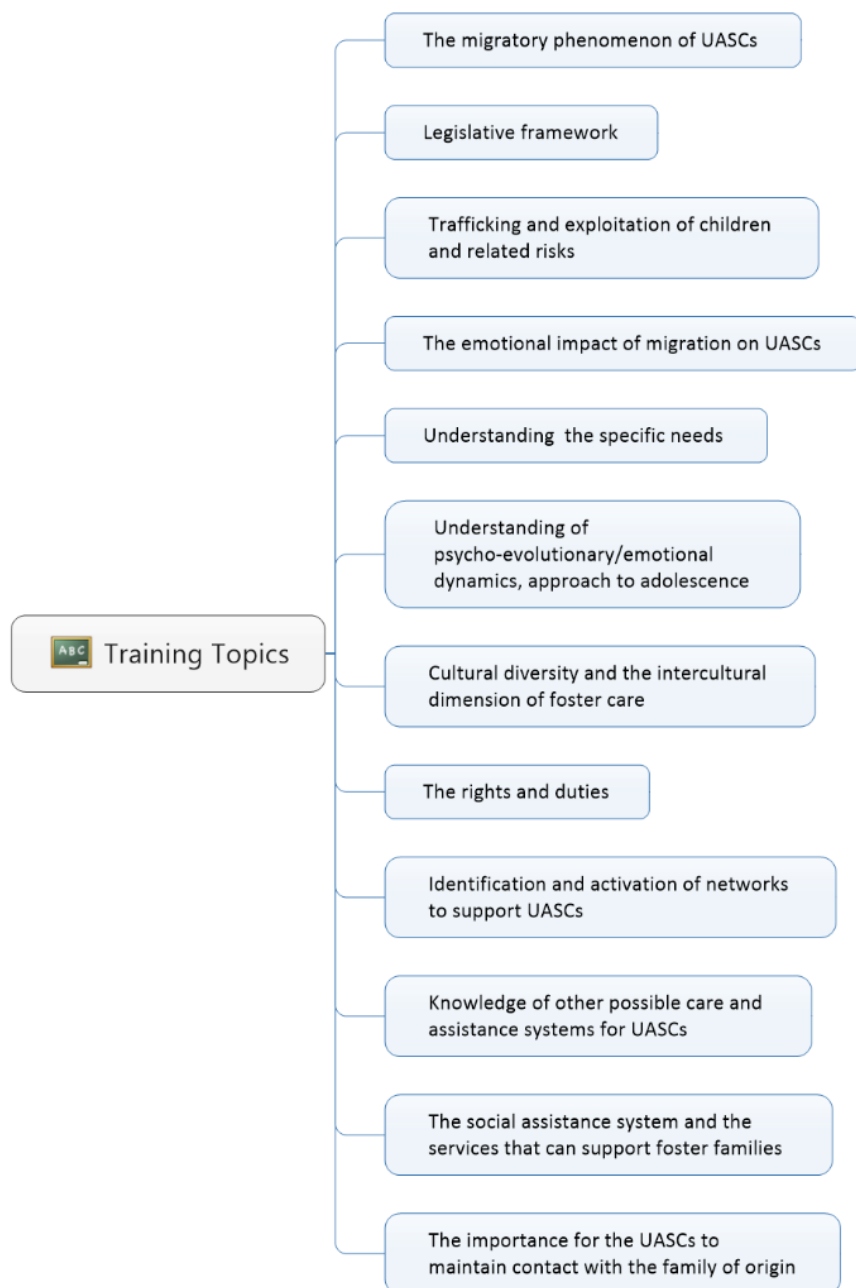 The migratory phenomenon of UASCs
Legislative framework
Trafficking and exploitation of children
and related risks
The emotional impact of migration on UASCs
Understanding  the specific needs
Understanding of
psycho-evolutionary/emotional
dynamics, approach to adolescence
ABC
Training Topics
Cultural diversity and the intercultural
dimension of foster care
The rights and duties
Identification and activation of networks
to support UASCs
Knowledge of other possible care and
assistance systems for UASCs
The social assistance system and the
services that can support foster families
The importance for the UASCs to
maintain contact with the family of origin